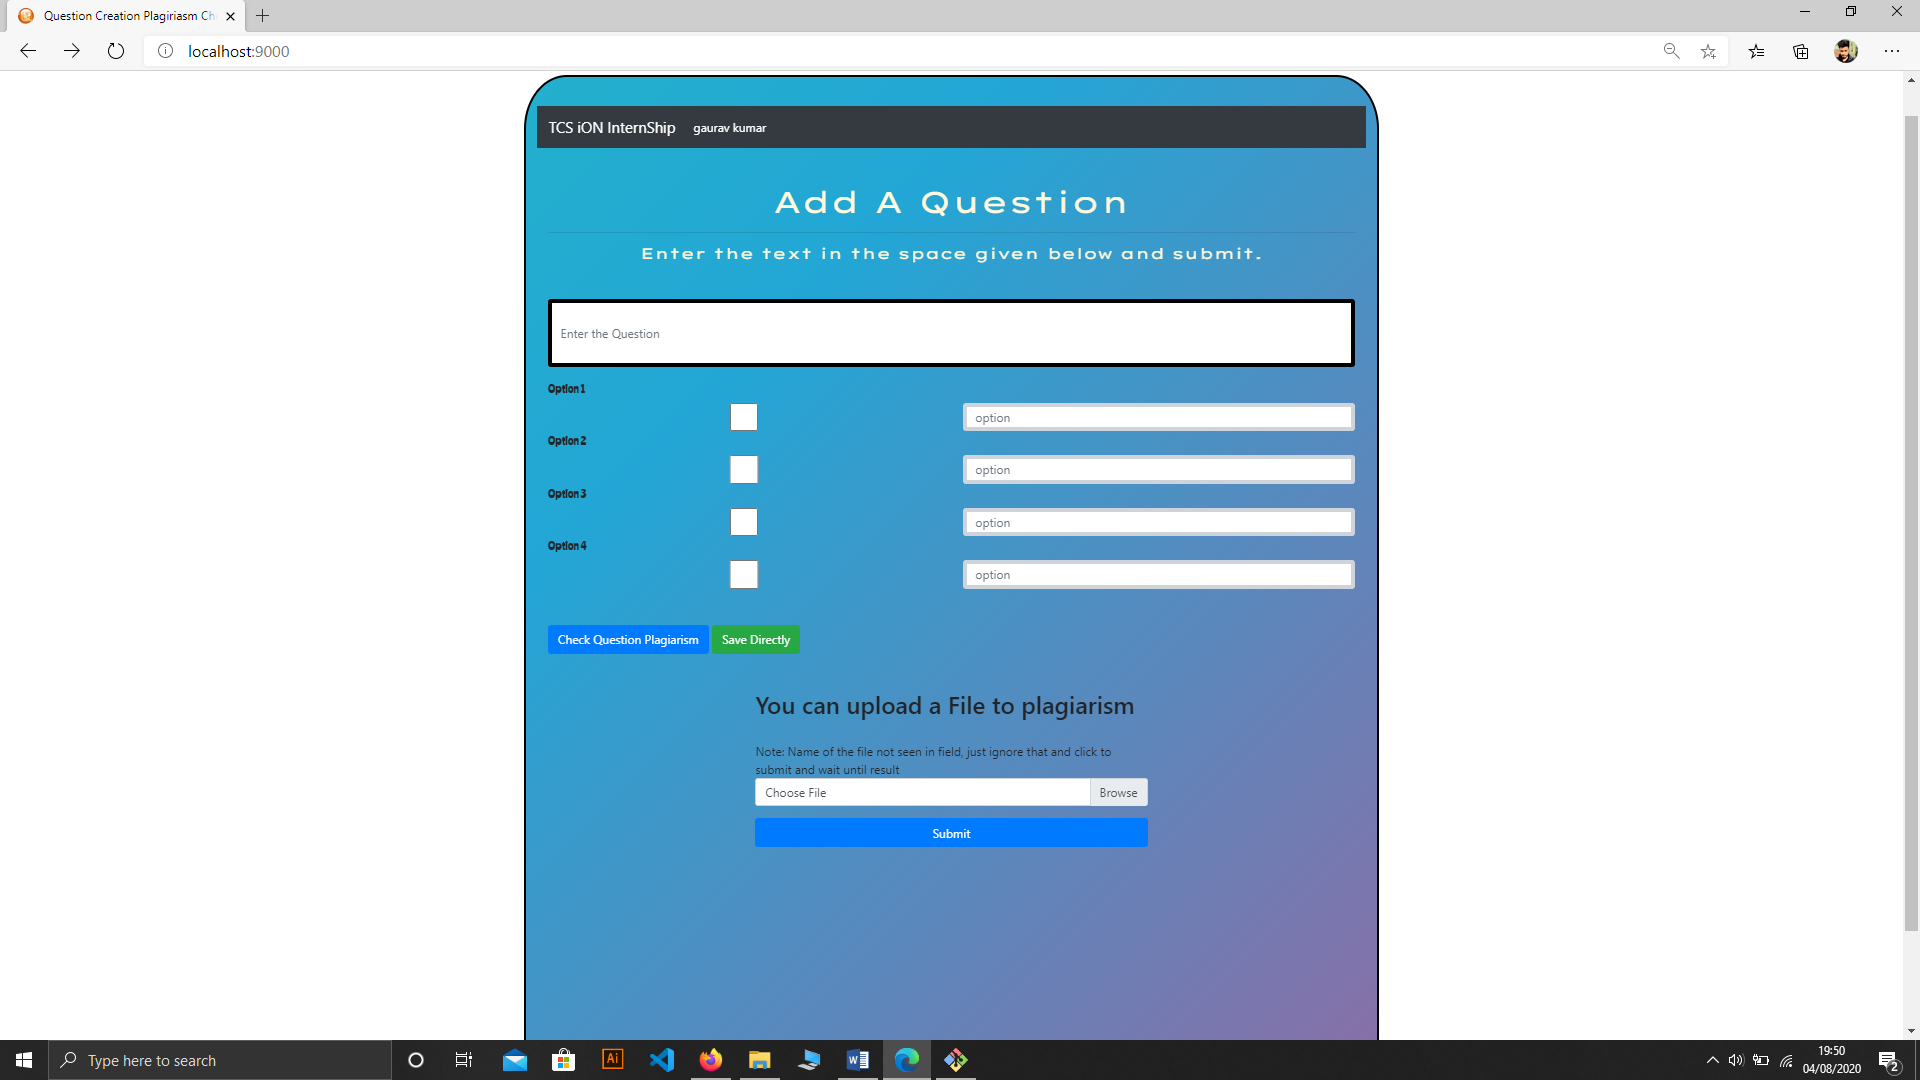 Question Creation Plagiriasm Ch
localhost:9000
TCS iON InternShip gaurav kumar
Add A Question
Enter the text in the space given below and submit.
Enter the Question
Option 1
option
Option 2
option
Option 3
option
Option 4
option
Check Question Plagiarism Save Directly
You can upload a File to plagiarism
Note: Name of the file not seen in field, just ignore that and click to
submit and wait until result
Choose File Browse
Submit
Type here to search
Ai
19:50
04/08/2020
2